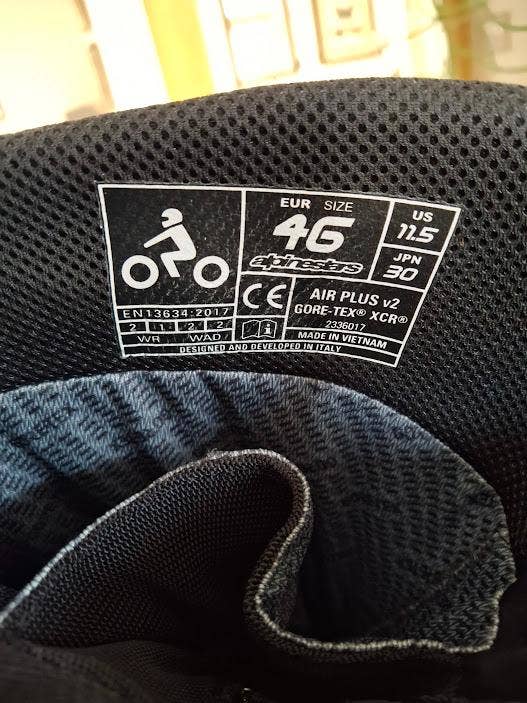 EUR SIZE
46
alpinestars
US
11.5
JPN
30
EN13634:2017
2 1 2 2
WR WAD
CE
i
AIR PLUS v2
GORE-TEX® XCR®
2336017
MADE IN VIETNAM
DESIGNED AND DEVELOPED IN ITALY